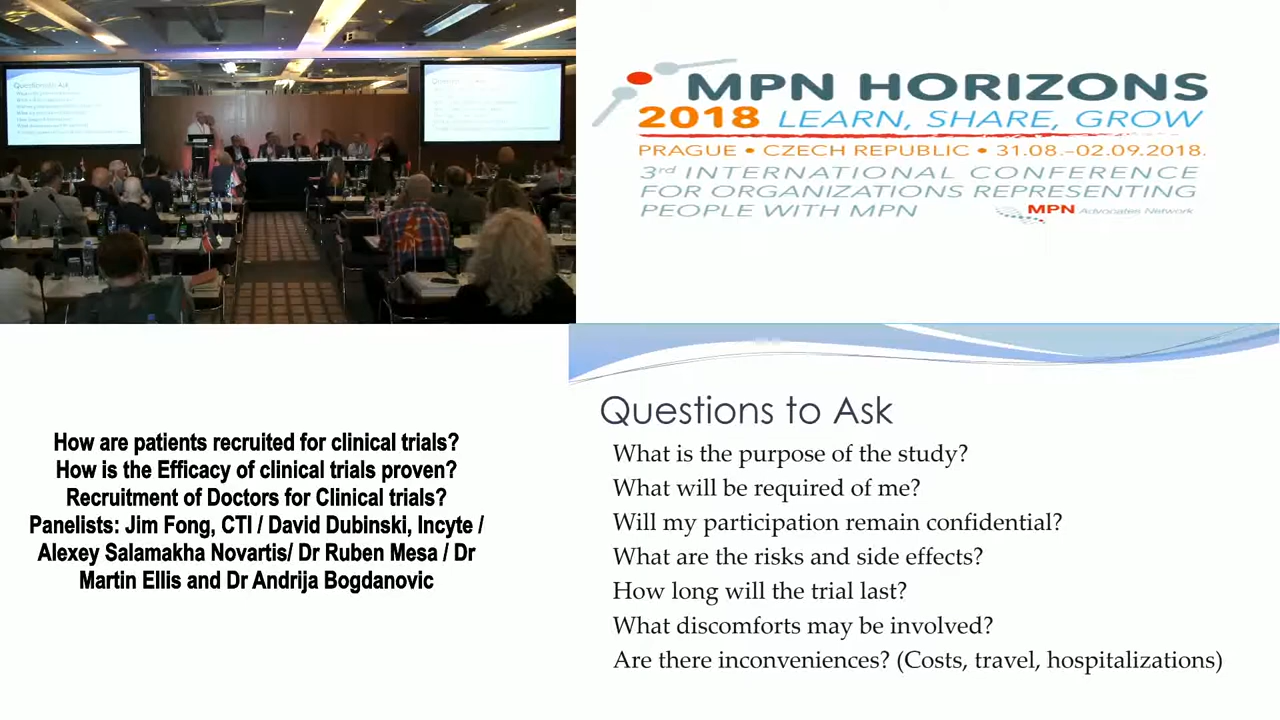 Questions to Ask
MPN HORIZONS
2018 LEARN, SHARE, GROW
PRAGUE • CZECH REPUBLIC • 31.08.-02.09.2018.
3rd INTERNATIONAL CONFERENCE
FOR ORGANIZATIONS REPRESENTING
PEOPLE WITH MPN
MPN Advocates Network
How are patients recruited for clinical trials?
How is the Efficacy of clinical trials proven?
Recruitment of Doctors for Clinical trials?
Panelists: Jim Fong, CTI / David Dubinski, Incyte /
Alexey Salamakha Novartis/ Dr Ruben Mesa / Dr
Martin Ellis and Dr Andrija Bogdanovic
Questions to Ask
What is the purpose of the study?
What will be required of me?
Will my participation remain confidential?
What are the risks and side effects?
How long will the trial last?
What discomforts may be involved?
Are there inconveniences? (Costs, travel, hospitalizations)